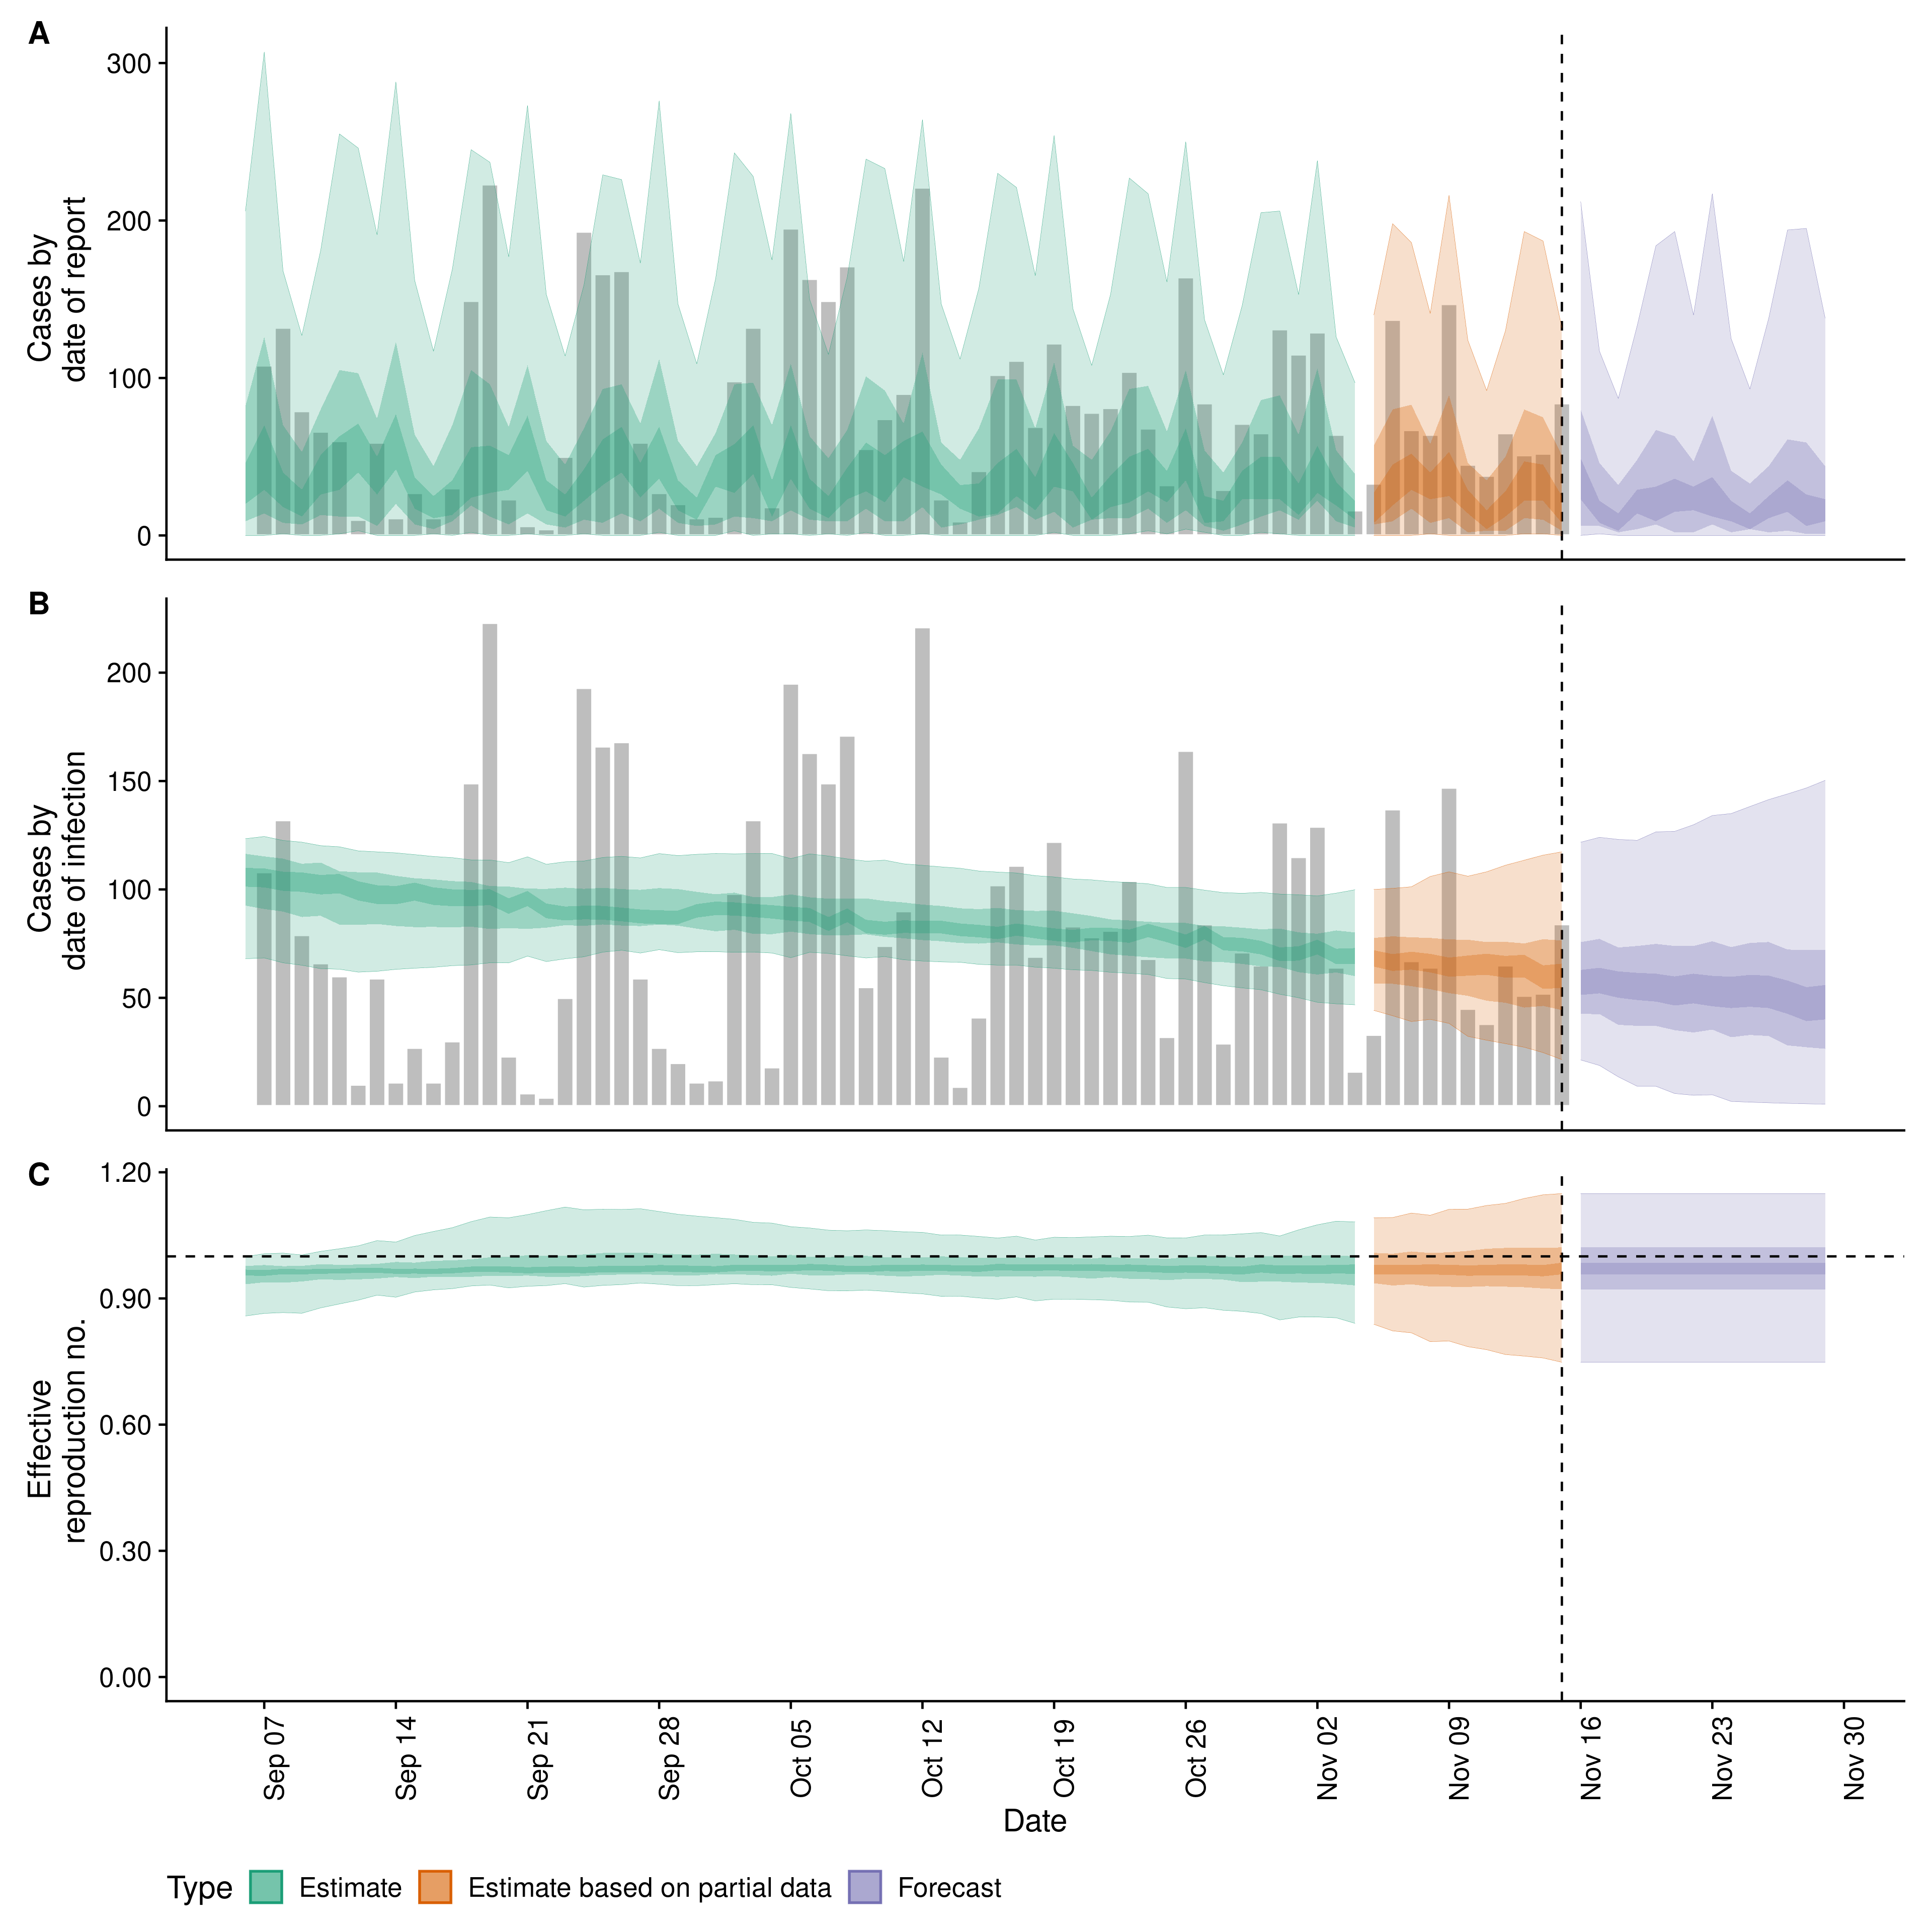 A
300
200
100
0
Cases by
date of report
B
200
150
100
50
0
Cases by
date of infection
C
1.20
0.90
0.60
0.30
0.00
Effective
reproduction no.
Sep 07
Sep 14
Sep 21
Sep 28
Oct 05
Oct 12
Oct 19
Oct 26
Nov 02
Nov 09
Nov 16
Nov 23
Nov 30
Date
Type Estimate Estimate based on partial data Forecast